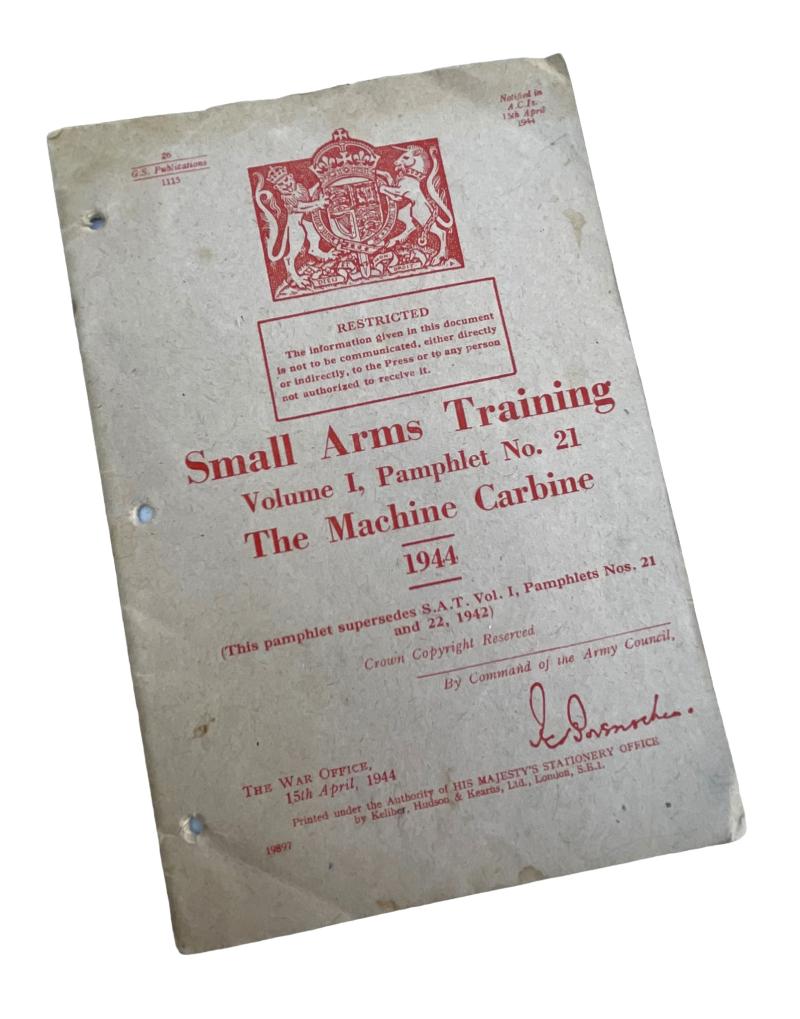 26
G.S. Publications
1115
Notified in
A.C.Is.
15th April
1944
DIEU ET MON DROIT
RESTRICTED
The information given in this document
is not to be communicated, either directly
or indirectly, to the Press or to any person
not authorized to receive it.
Small Arms Training
Volume I, Pamphlet No. 21
The Machine Carbine
1944
(This pamphlet supersedes S.A.T. Vol. I, Pamphlets Nos. 21
and 22, 1942)
Crown Copyright Reserved
By Command of the Army Council,
THE WAR OFFICE,
15th April, 1944
Printed under the Authority of HIS MAJESTY'S STATIONERY OFFICE
by Keliher, Hudson & Kearns, Ltd., London, S.E.1.
19897